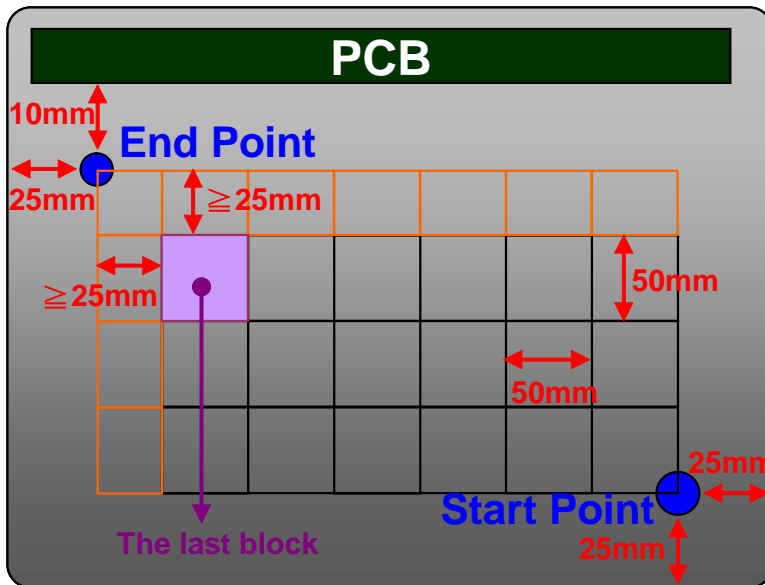 PCB
10mm
End Point
25mm
≧25mm
≧25mm
50mm
50mm
25mm
Start Point
25mm
The last block